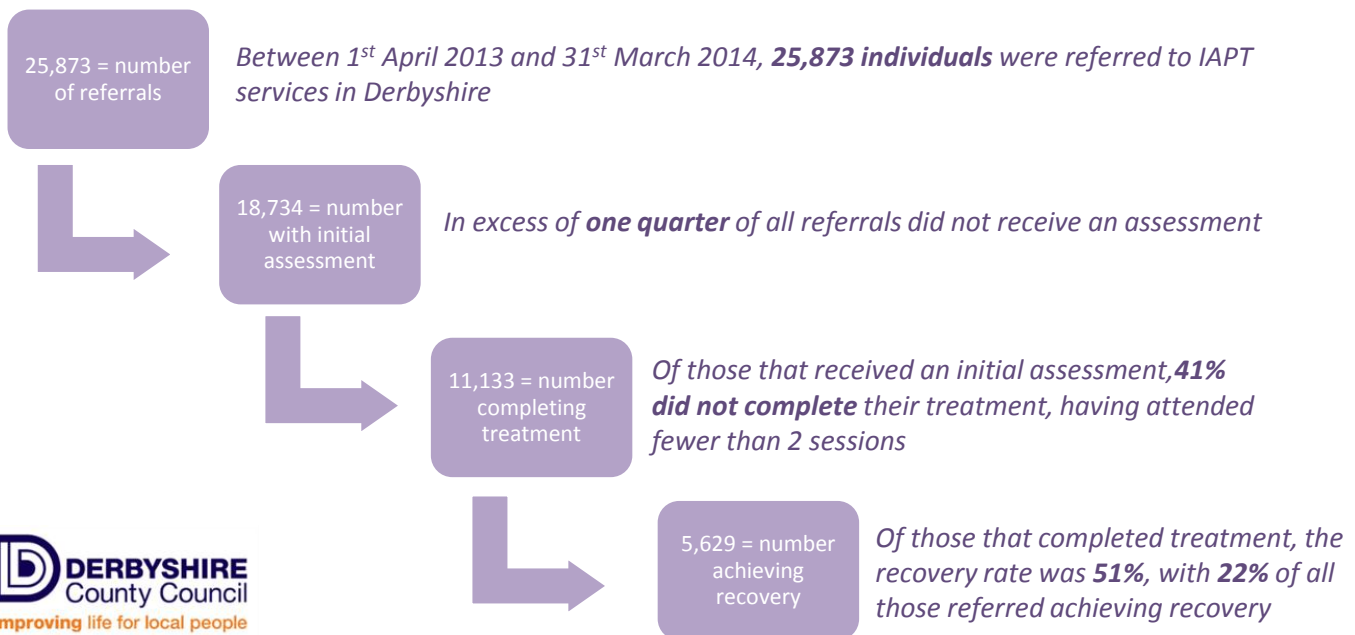 25,873 = number
of referrals
Between 1st April 2013 and 31st March 2014, 25,873 individuals were referred to IAPT
services in Derbyshire
18,734 = number
with initial
assessment
In excess of one quarter of all referrals did not receive an assessment
11,133 = number
completing
treatment
Of those that received an initial assessment,41%
did not complete their treatment, having attended
fewer than 2 sessions
5,629 = number
achieving
recovery
Of those that completed treatment, the
recovery rate was 51%, with 22% of all
those referred achieving recovery
DERBYSHIRE
County Council
mproving life for local people